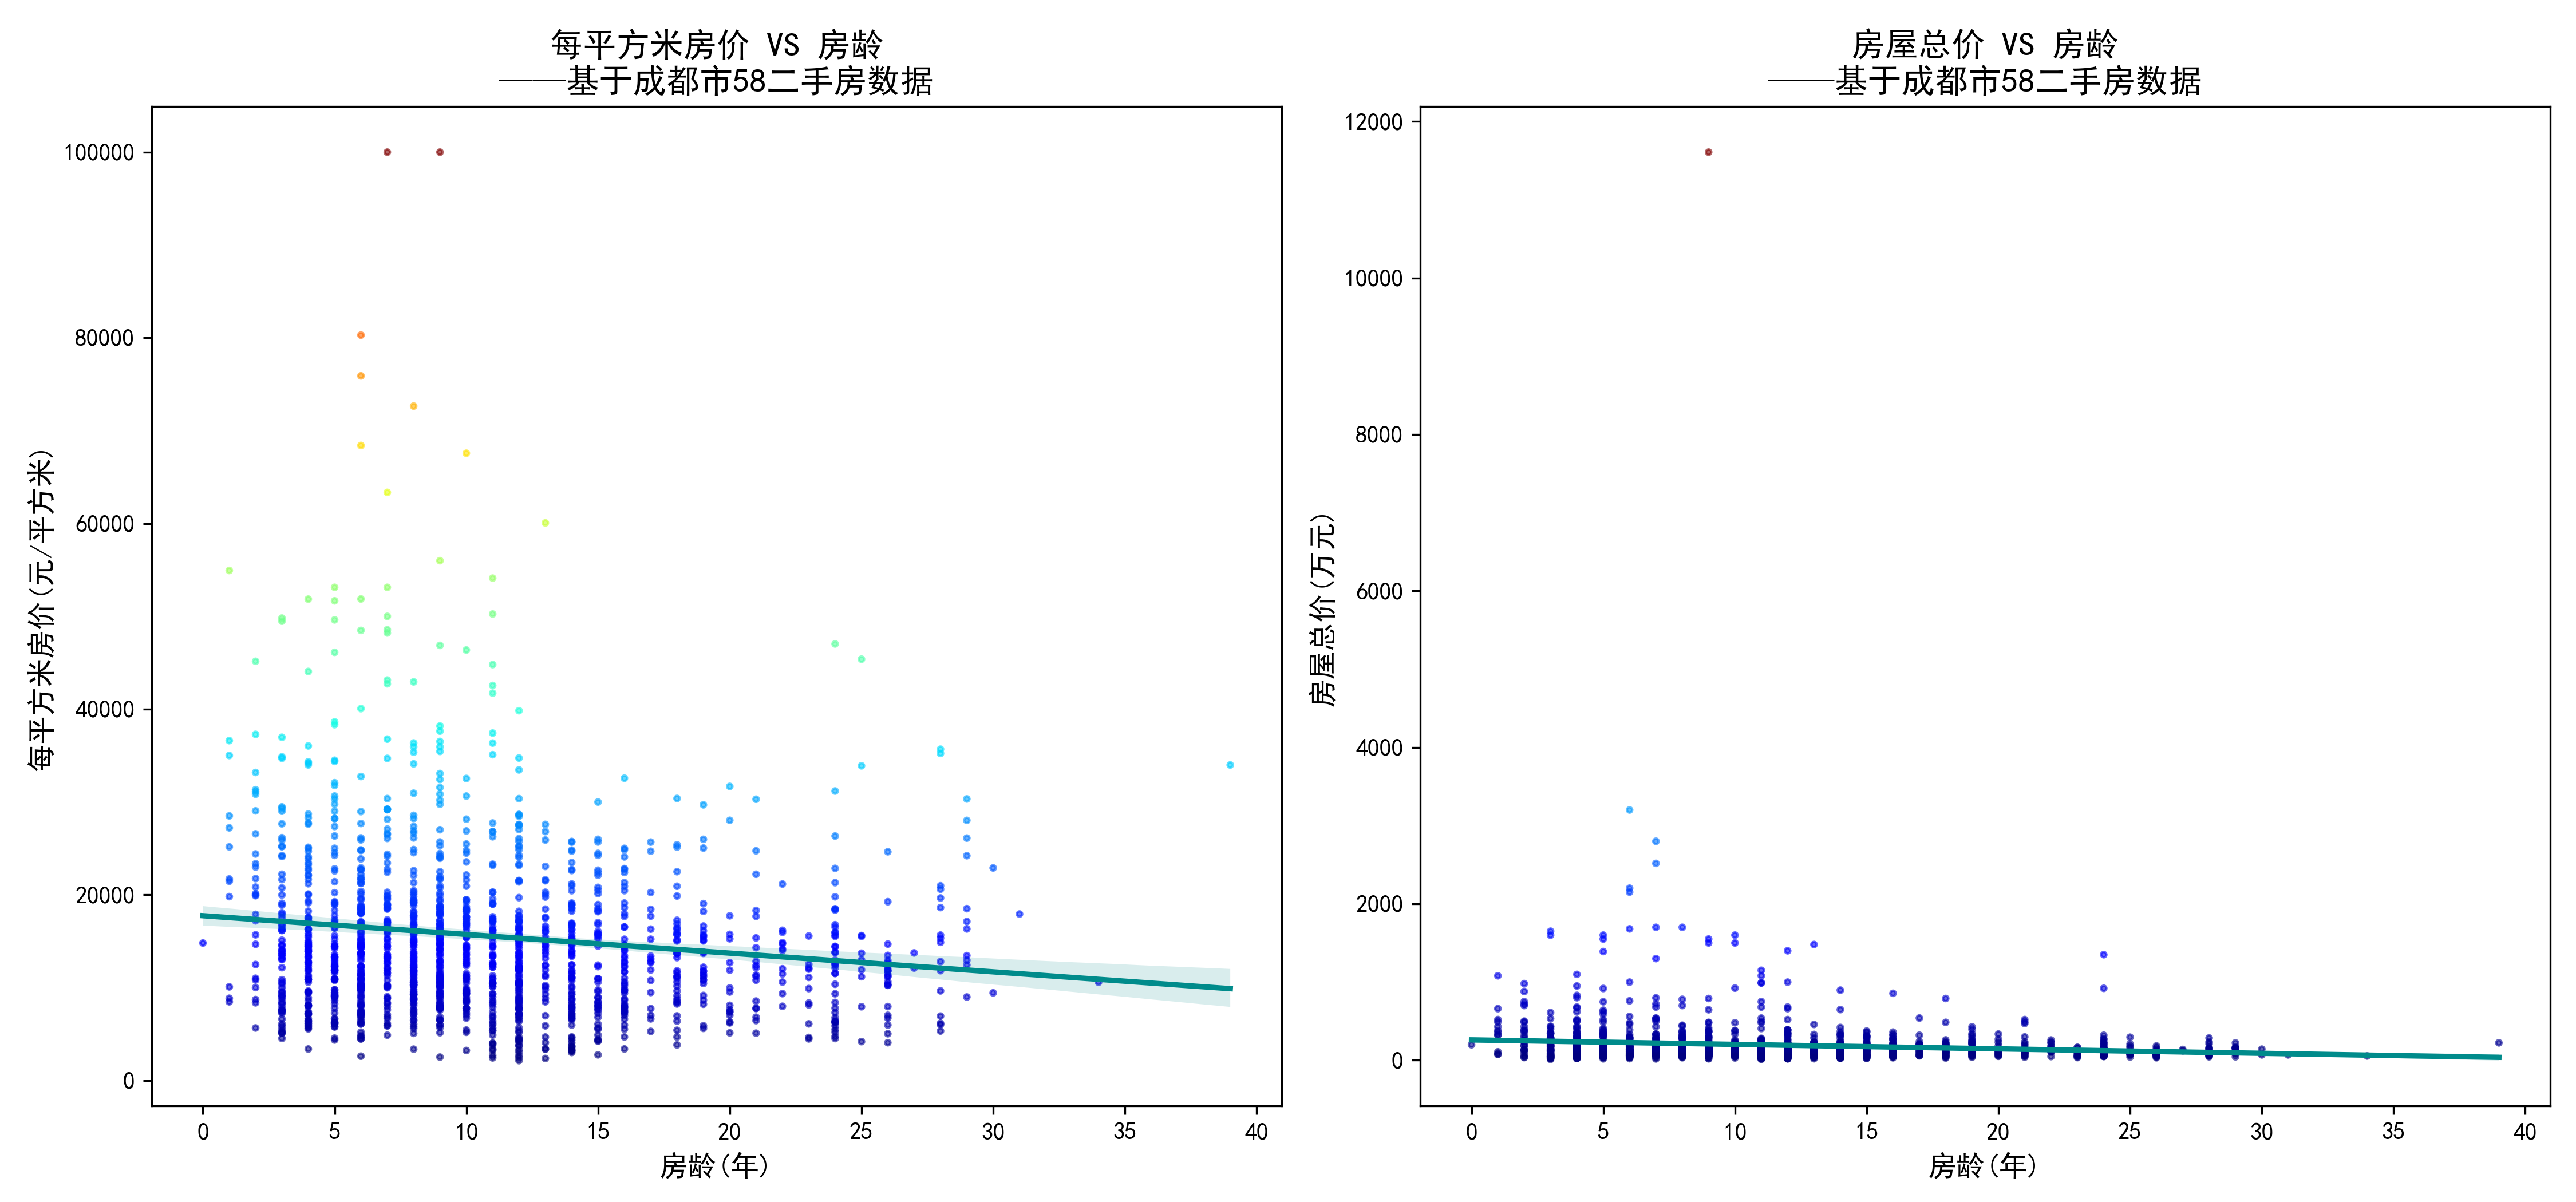 每平方米房价 VS 房龄
——基于成都市58二手房数据
100000
80000
60000
40000
20000
0
每平方米房价(元/平方米)
0 5 10 15 20 25 30 35 40
房龄(年)
房屋总价 VS 房龄
——基于成都市58二手房数据
12000
10000
8000
6000
4000
2000
0
房屋总价(万元)
0 5 10 15 20 25 30 35 40
房龄(年)